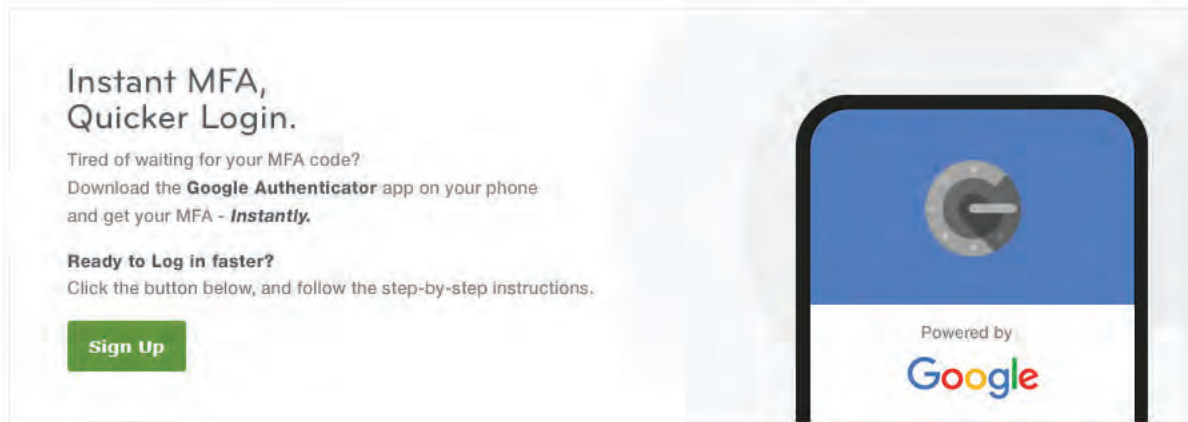 Instant MFA,
Quicker Login.
Tired of waiting for your MFA code?
Download the Google Authenticator app on your phone
and get your MFA - Instantly.
Ready to Log in faster?
Click the button below, and follow the step-by-step instructions.
Sign Up
Powered by
Google